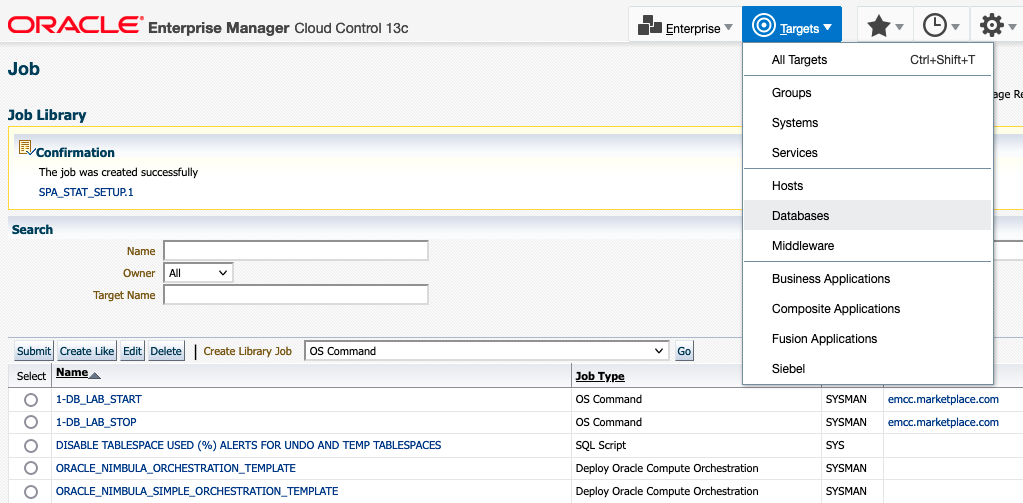 ORACLE® Enterprise Manager Cloud Control 13c
Enterprise
Targets
All Targets Ctrl+Shift+T
Groups
Systems
Services
Hosts
Databases
Middleware
Business Applications
Composite Applications
Fusion Applications
Siebel
Job
age Re
Job Library
Confirmation
The job was created successfully
SPA_STAT_SETUP.1
Search
Name
Owner All
Target Name
Submit Create Like Edit Delete | Create Library Job OS Command Go
Select Name Job Type
1-DB_LAB_START OS Command SYSMAN emcc.marketplace.com
1-DB_LAB_STOP OS Command SYSMAN emcc.marketplace.com
DISABLE TABLESPACE USED (%) ALERTS FOR UNDO AND TEMP TABLESPACES SQL Script SYS
ORACLE_NIMBULA_ORCHESTRATION_TEMPLATE Deploy Oracle Compute Orchestration SYSMAN
ORACLE_NIMBULA_SIMPLE_ORCHESTRATION_TEMPLATE Deploy Oracle Compute Orchestration SYSMAN